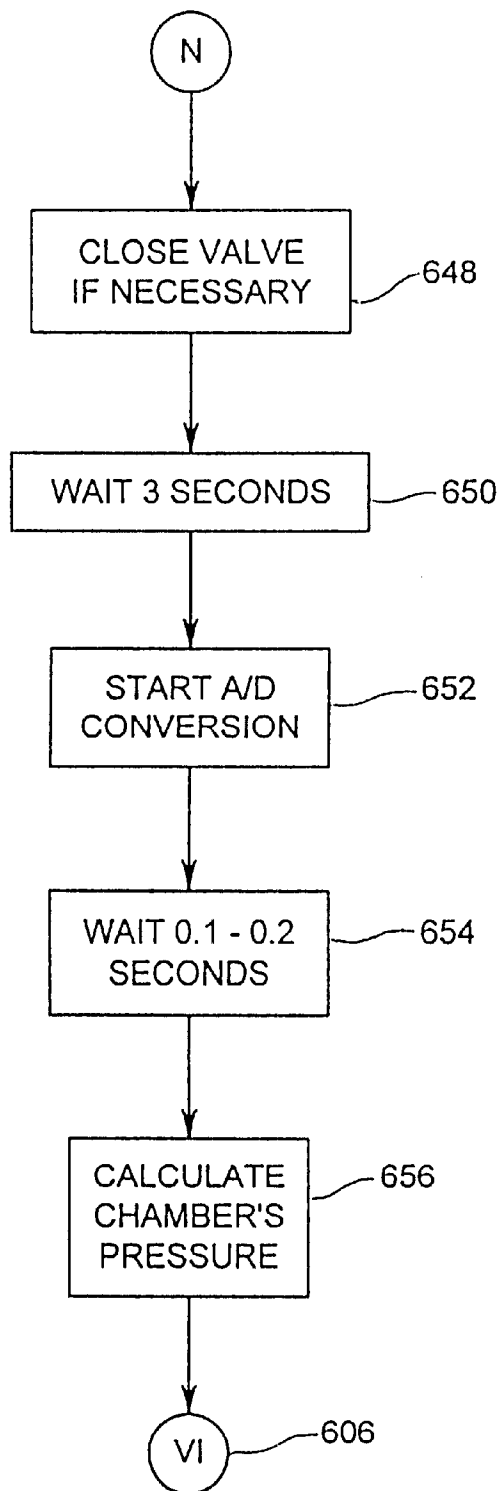 N
CLOSE VALVE
IF NECESSARY
648
WAIT 3 SECONDS
650
START A/D
CONVERSION
652
WAIT 0.1 - 0.2
SECONDS
654
CALCULATE
CHAMBER'S
PRESSURE
656
VI
606